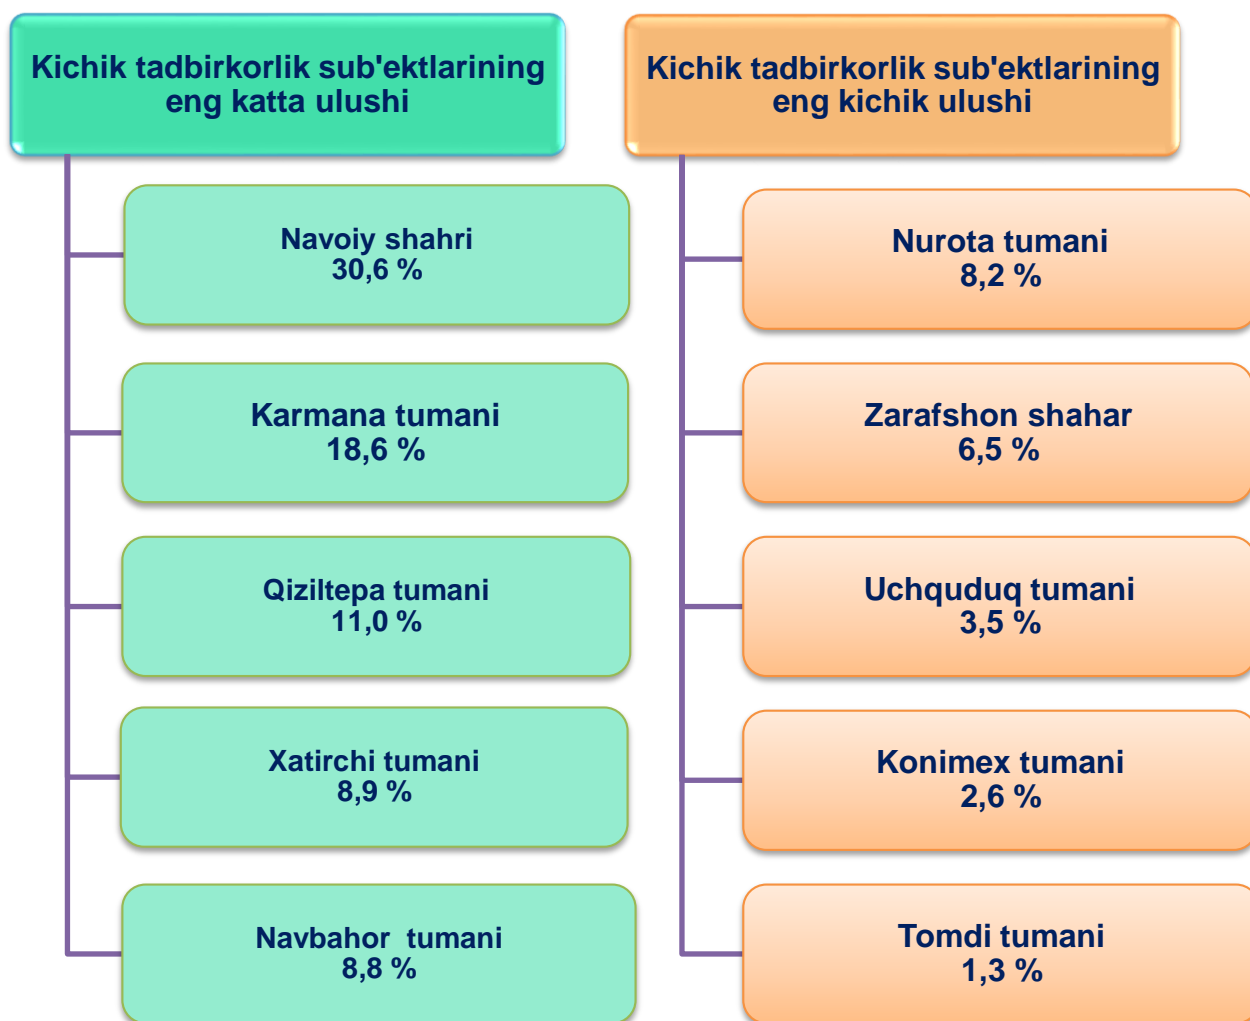 Kichik tadbirkorlik sub'ektlarining
eng katta ulushi
Navoiy shahri
30,6 %
Karmana tumani
18,6 %
Qiziltepa tumani
11,0 %
Xatirchi tumani
8,9 %
Navbahor tumani
8,8 %
Kichik tadbirkorlik sub'ektlarining
eng kichik ulushi
Nurota tumani
8,2 %
Zarafshon shahar
6,5 %
Uchquduq tumani
3,5 %
Konimex tumani
2,6 %
Tomdi tumani
1,3 %